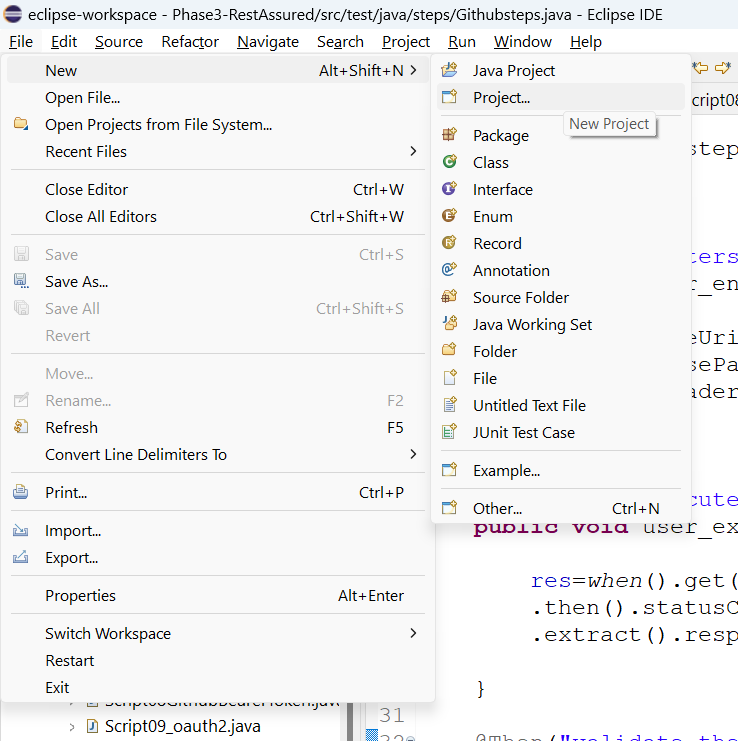 eclipse-workspace - Phase3-RestAssured/src/test/java/steps/Githubsteps.java - Eclipse IDE
File Edit Source Refactor Navigate Search Project Run Window Help
New Alt+Shift+N
Open File...
Open Projects from File System...
Recent Files
Close Editor Ctrl+W
Close All Editors Ctrl+Shift+W
Save Ctrl+S
Save As...
Save All Ctrl+Shift+S
Revert
Move...
Rename... F2
Refresh F5
Convert Line Delimiters To
Print... Ctrl+P
Import...
Export...
Properties Alt+Enter
Switch Workspace
Restart
Exit
Java Project
Project...
New Project
Package
Class
Interface
Enum
Record
Annotation
Source Folder
Java Working Set
Folder
File
Untitled Text File
JUnit Test Case
Example...
Other... Ctrl+N
cript08
step
ters
r_en
eUri
sePa
ader
cute
public void user_ex
res=when().get(
.then().statusC
.extract().resp
}
31
Script09_oauth2.java